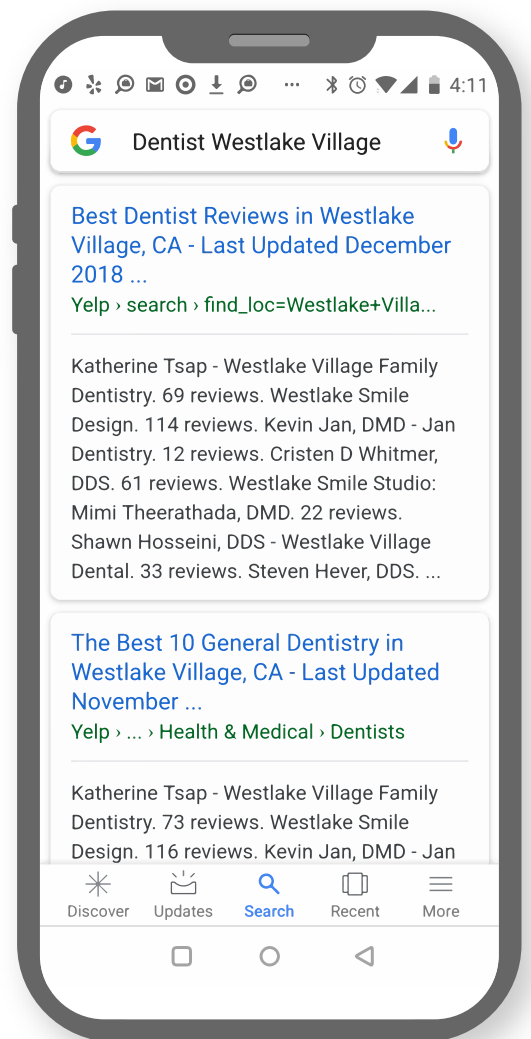 4:11
Dentist Westlake Village
Best Dentist Reviews in Westlake
Village, CA - Last Updated December
2018 ...
Yelp › search › find_loc=Westlake+Villa...
Katherine Tsap - Westlake Village Family
Dentistry. 69 reviews. Westlake Smile
Design. 114 reviews. Kevin Jan, DMD - Jan
Dentistry. 12 reviews. Cristen D Whitmer,
DDS. 61 reviews. Westlake Smile Studio:
Mimi Theerathada, DMD. 22 reviews.
Shawn Hosseini, DDS - Westlake Village
Dental. 33 reviews. Steven Hever, DDS. ...
The Best 10 General Dentistry in
Westlake Village, CA - Last Updated
November ...
Yelp › ... › Health & Medical › Dentists
Katherine Tsap - Westlake Village Family
Dentistry. 73 reviews. Westlake Smile
Design. 116 reviews. Kevin Jan, DMD - Jan
Discover Updates Search Recent More